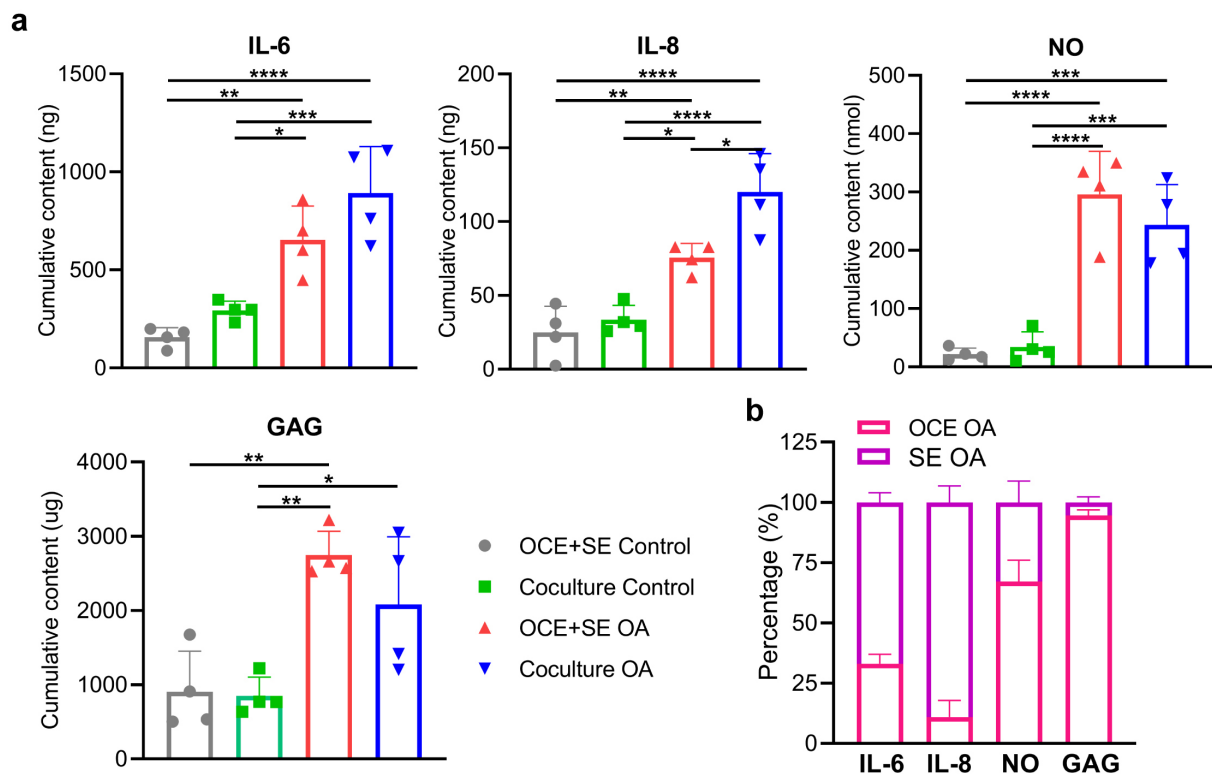 a
IL-6
Cumulative content (ng)
1500
1000
500
0
****
**
***
*
IL-8
Cumulative content (ng)
200
150
100
50
0
****
**
****
*
*
NO
Cumulative content (nmol)
500
400
300
200
100
0
***
****
***
****
GAG
Cumulative content (ug)
4000
3000
2000
1000
0
**
*
**
OCE+SE Control
Coculture Control
OCE+SE OA
Coculture OA
b
OCE OA
SE OA
Percentage (%)
125
100
75
50
25
0
IL-6 IL-8 NO GAG